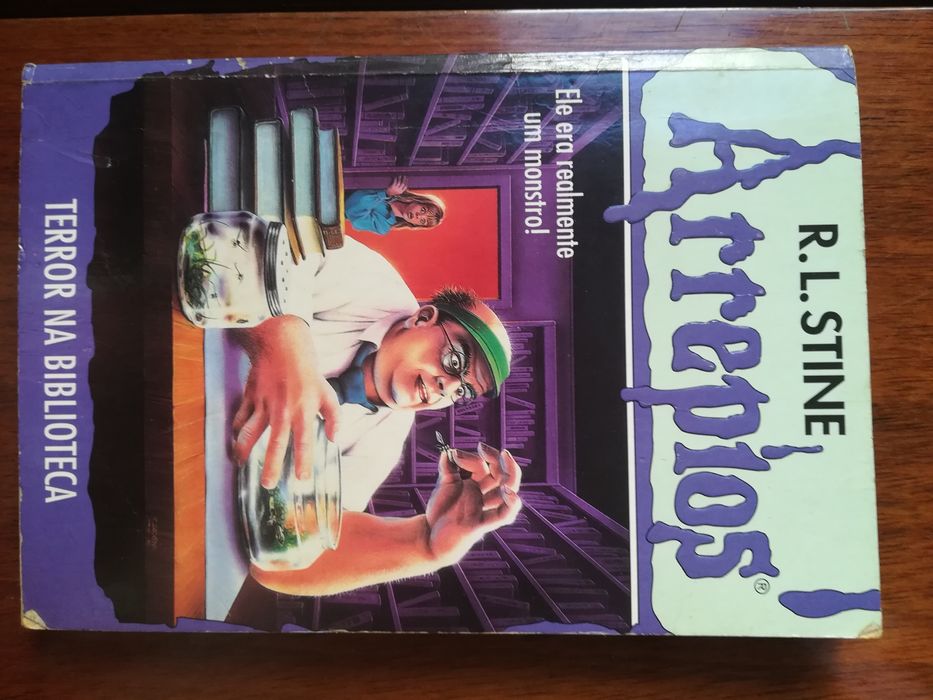 R. L. STINE
Arrepios®
Ele era realmente
um monstro!
TERROR NA BIBLIOTECA